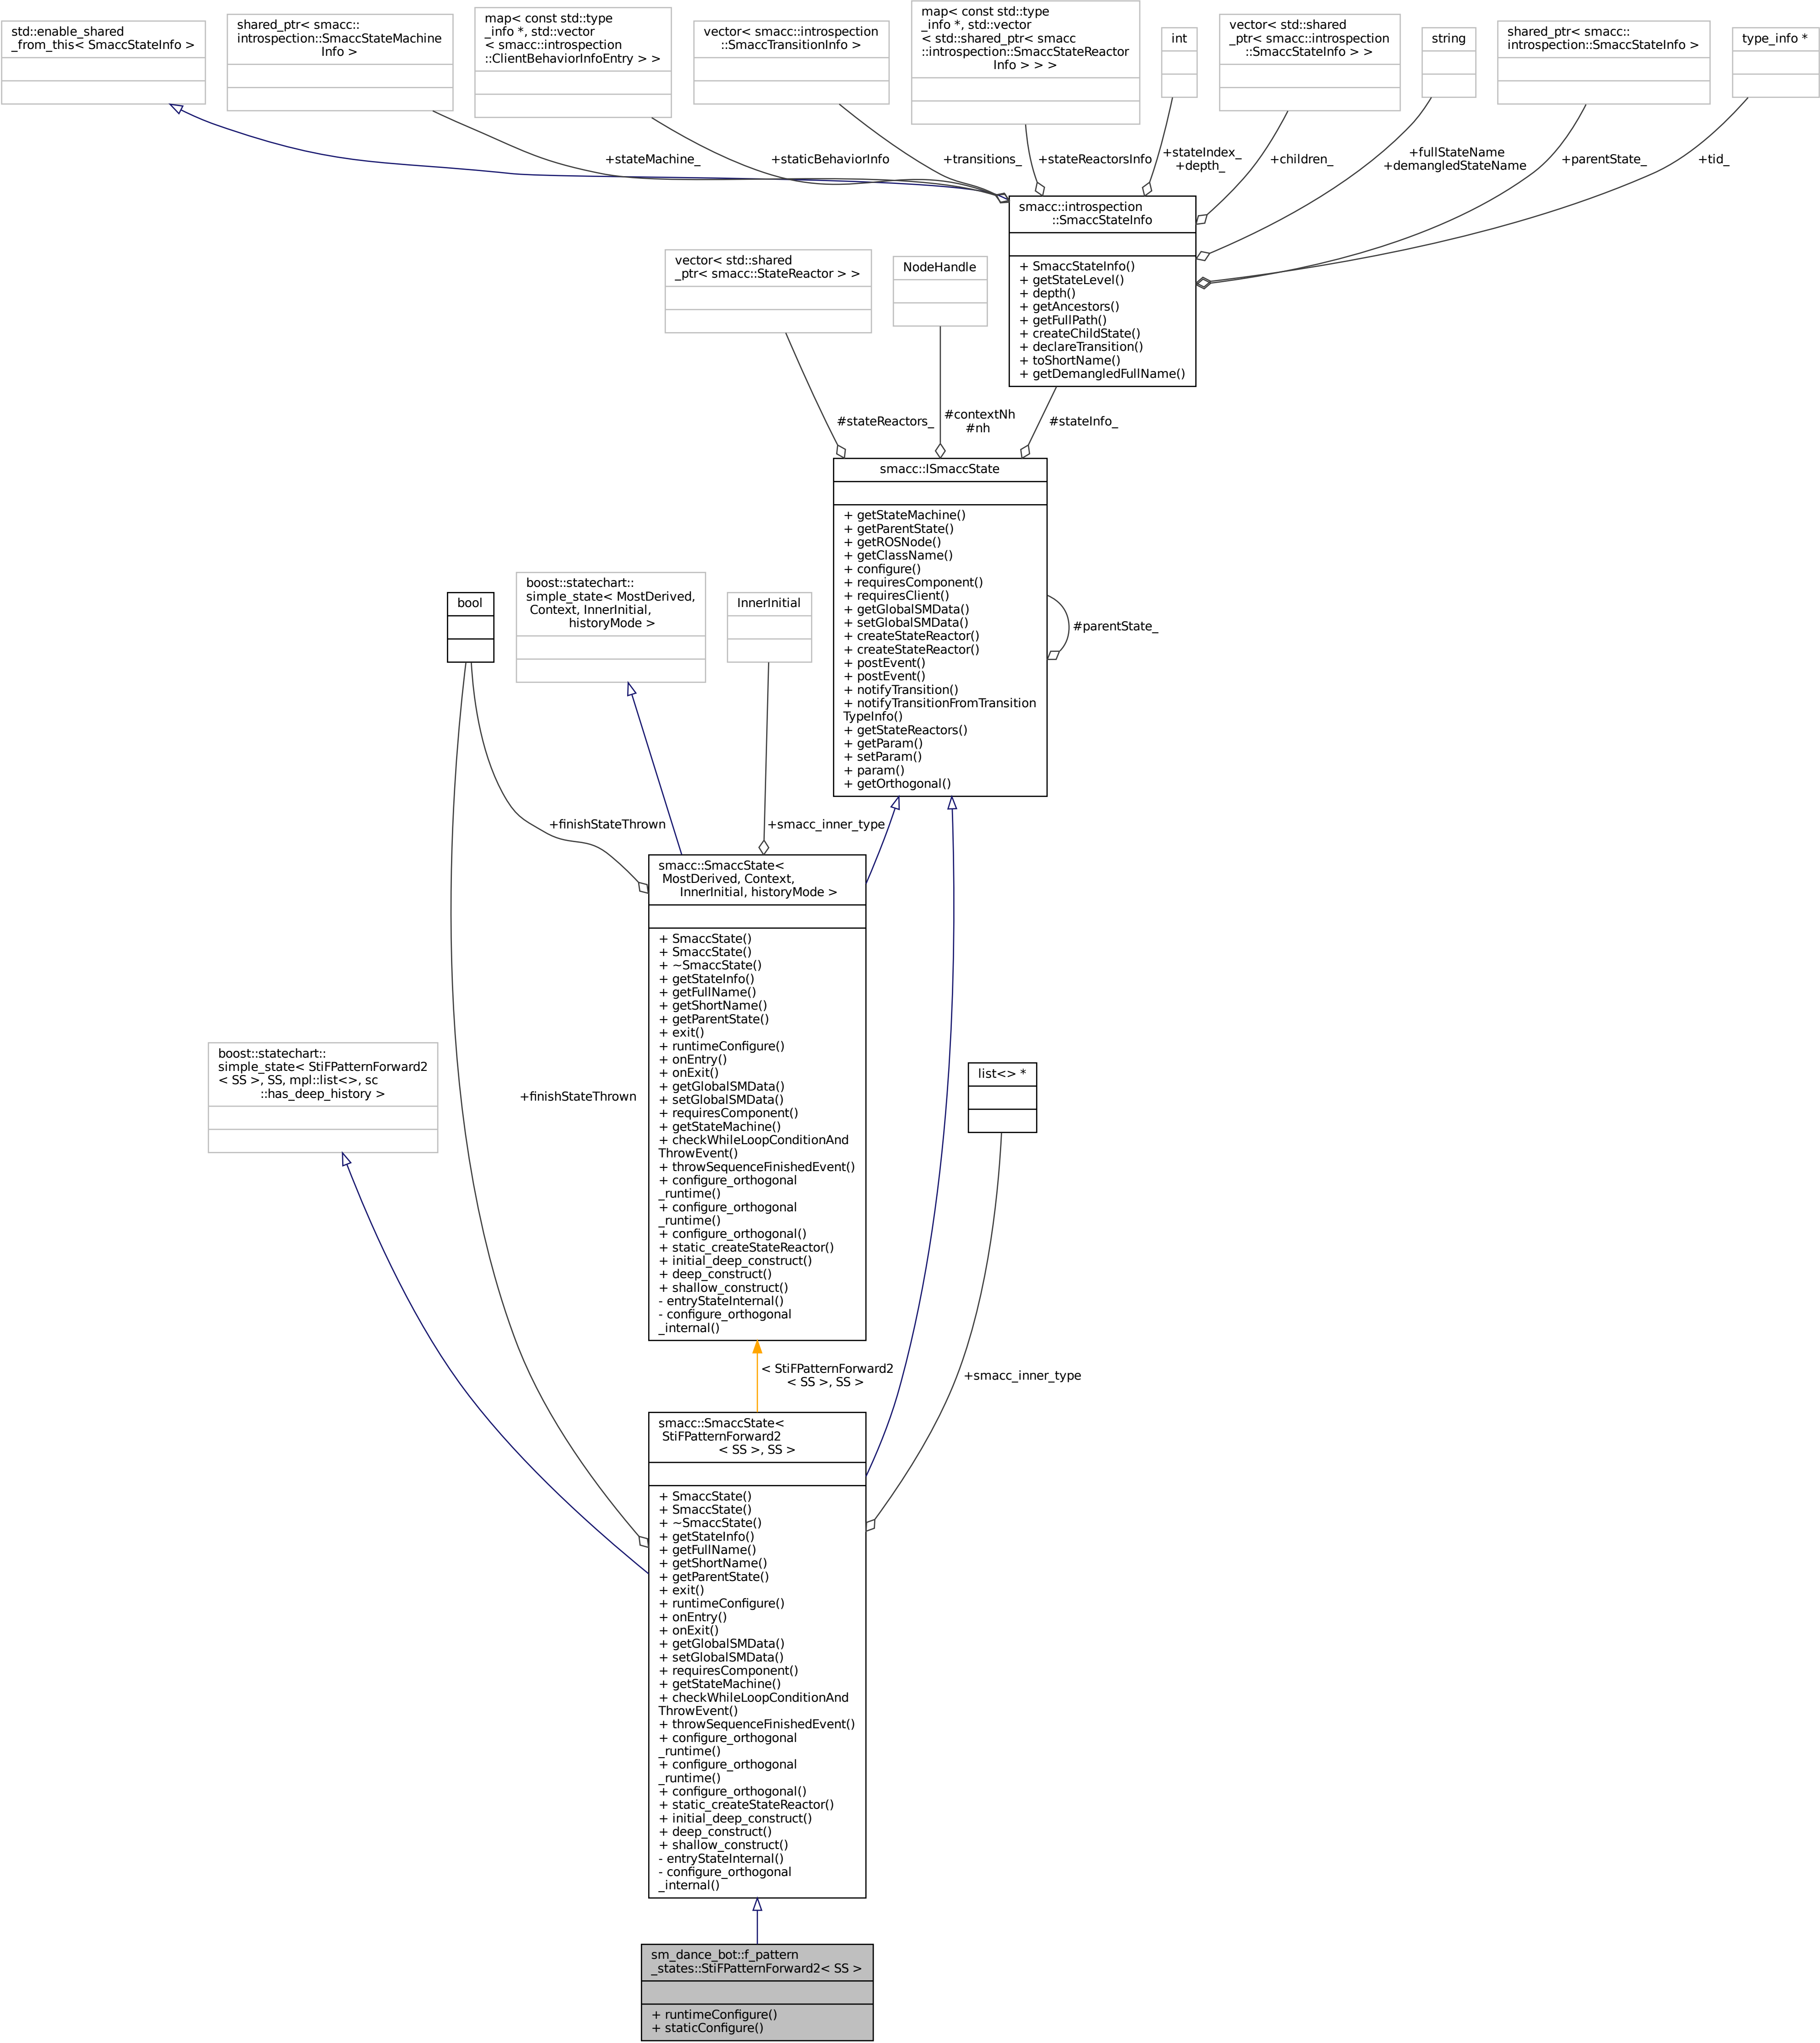 std::enable_shared
_from_this< SmaccStateInfo >
shared_ptr< smacc::
introspection::SmaccStateMachine
Info >
map< const std::type
_info *, std::vector
< smacc::introspection
::ClientBehaviorInfoEntry > >
vector< smacc::introspection
::SmaccTransitionInfo >
map< const std::type
_info *, std::vector
< std::shared_ptr< smacc
::introspection::SmaccStateReactor
Info > > >
int
vector< std::shared
_ptr< smacc::introspection
::SmaccStateInfo > >
string
shared_ptr< smacc::
introspection::SmaccStateInfo >
type_info *
+stateMachine_
+staticBehaviorInfo
+transitions_
+stateReactorsInfo
+stateIndex_
+depth_
+children_
+fullStateName
+demangledStateName
+parentState_
+tid_
smacc::introspection
::SmaccStateInfo
+ SmaccStateInfo()
+ getStateLevel()
+ depth()
+ getAncestors()
+ getFullPath()
+ createChildState()
+ declareTransition()
+ toShortName()
+ getDemangledFullName()
vector< std::shared
_ptr< smacc::StateReactor > >
NodeHandle
#stateReactors_
#contextNh
#nh
#stateInfo_
smacc::ISmaccState
+ getStateMachine()
+ getParentState()
+ getROSNode()
+ getClassName()
+ configure()
+ requiresComponent()
+ requiresClient()
+ getGlobalSMData()
+ setGlobalSMData()
+ createStateReactor()
+ createStateReactor()
+ postEvent()
+ postEvent()
+ notifyTransition()
+ notifyTransitionFromTransition
TypeInfo()
+ getStateReactors()
+ getParam()
+ setParam()
+ param()
+ getOrthogonal()
#parentState_
bool
boost::statechart::
simple_state< MostDerived,
Context, InnerInitial,
historyMode >
InnerInitial
+finishStateThrown
+smacc_inner_type
smacc::SmaccState<
MostDerived, Context,
InnerInitial, historyMode >
+ SmaccState()
+ SmaccState()
+ ~SmaccState()
+ getStateInfo()
+ getFullName()
+ getShortName()
+ getParentState()
+ exit()
+ runtimeConfigure()
+ onEntry()
+ onExit()
+ getGlobalSMData()
+ setGlobalSMData()
+ requiresComponent()
+ getStateMachine()
+ checkWhileLoopConditionAnd
ThrowEvent()
+ throwSequenceFinishedEvent()
+ configure_orthogonal
_runtime()
+ configure_orthogonal
_runtime()
+ configure_orthogonal()
+ static_createStateReactor()
+ initial_deep_construct()
+ deep_construct()
+ shallow_construct()
- entryStateInternal()
- configure_orthogonal
_internal()
boost::statechart::
simple_state< StiFPatternForward2
< SS >, SS, mpl::list<>, sc
::has_deep_history >
+finishStateThrown
list<> *
< StiFPatternForward2
< SS >, SS >
+smacc_inner_type
smacc::SmaccState<
StiFPatternForward2
< SS >, SS >
+ SmaccState()
+ SmaccState()
+ ~SmaccState()
+ getStateInfo()
+ getFullName()
+ getShortName()
+ getParentState()
+ exit()
+ runtimeConfigure()
+ onEntry()
+ onExit()
+ getGlobalSMData()
+ setGlobalSMData()
+ requiresComponent()
+ getStateMachine()
+ checkWhileLoopConditionAnd
ThrowEvent()
+ throwSequenceFinishedEvent()
+ configure_orthogonal
_runtime()
+ configure_orthogonal
_runtime()
+ configure_orthogonal()
+ static_createStateReactor()
+ initial_deep_construct()
+ deep_construct()
+ shallow_construct()
- entryStateInternal()
- configure_orthogonal
_internal()
sm_dance_bot::f_pattern
_states::StiFPatternForward2< SS >
+ runtimeConfigure()
+ staticConfigure()